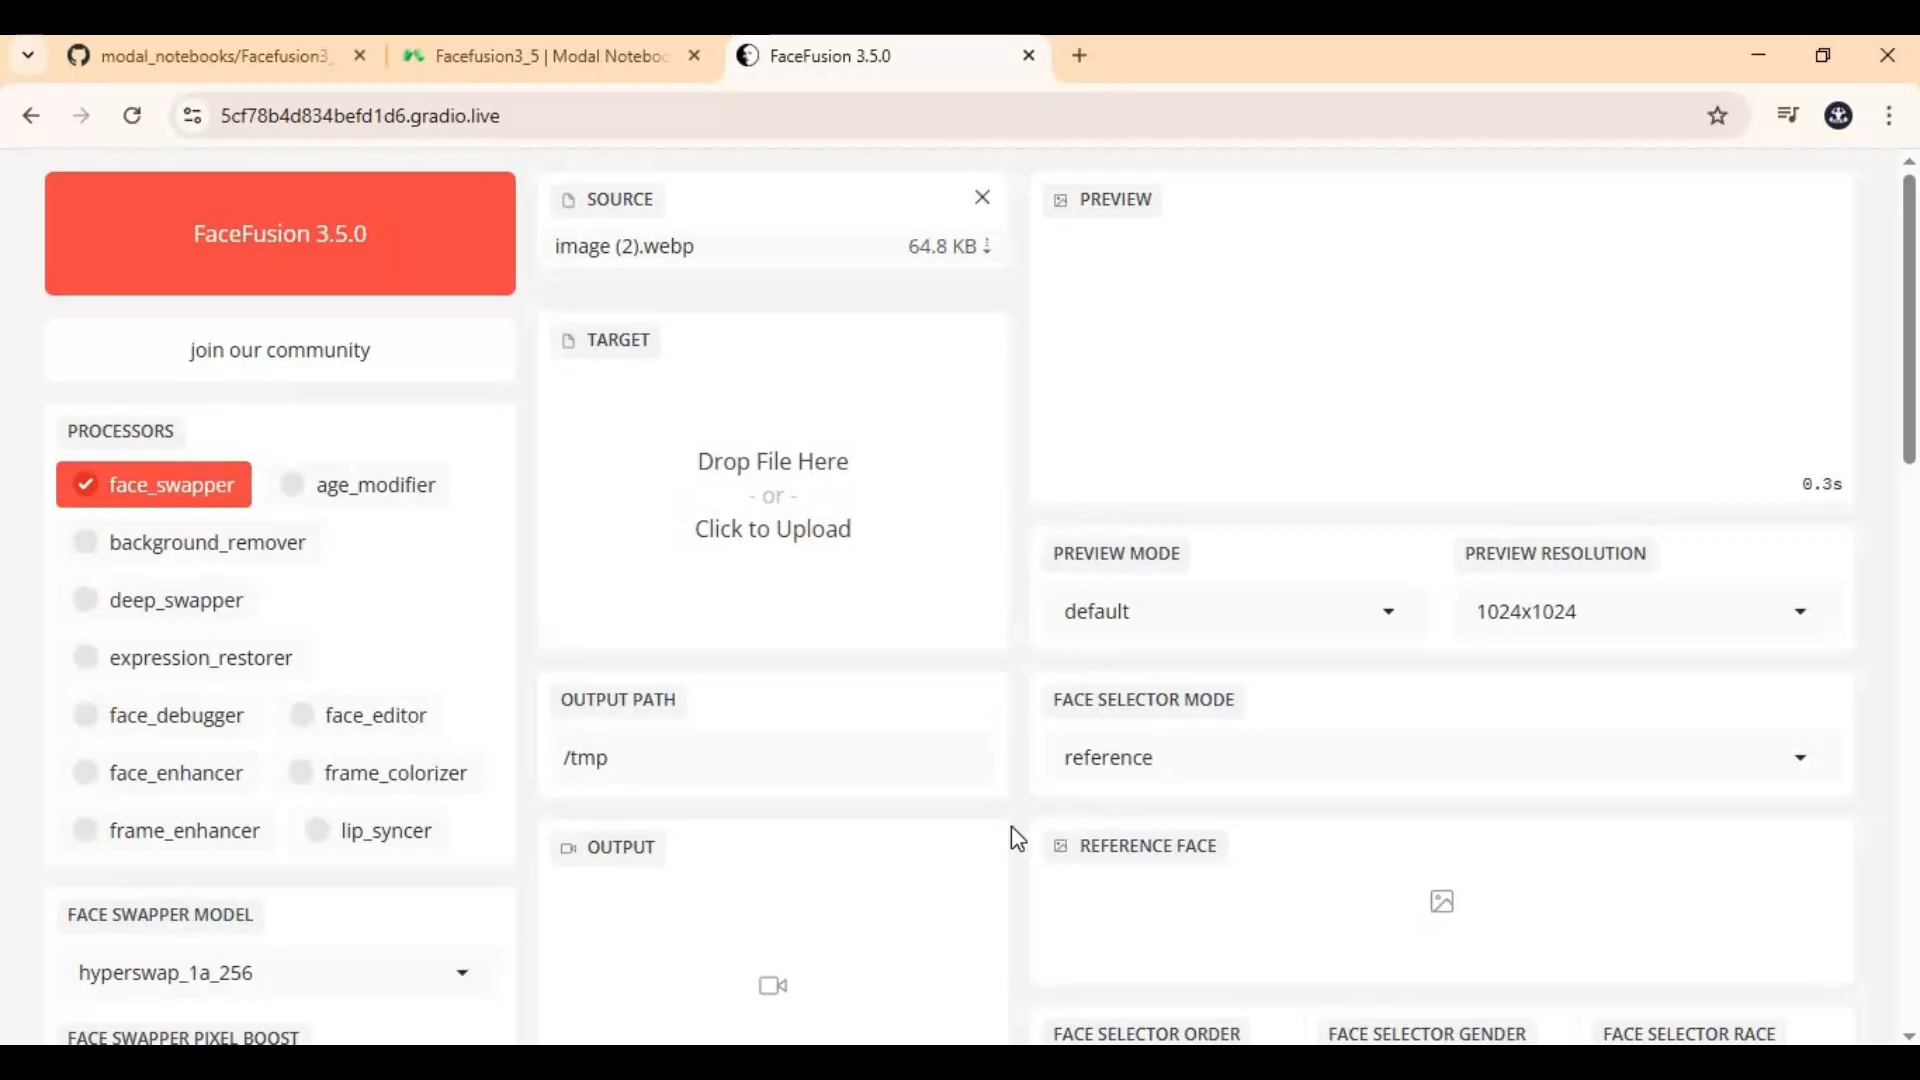 modal_notebooks/Facefusion3_
Facefusion3_5 | Modal Noteboo
FaceFusion 3.5.0
5cf78b4d834befd1d6.gradio.live
FaceFusion 3.5.0
join our community
PROCESSORS
face_swapper
age_modifier
background_remover
deep_swapper
expression_restorer
face_debugger
face_editor
face_enhancer
frame_colorizer
frame_enhancer
lip_syncer
FACE SWAPPER MODEL
hyperswap_1a_256
FACE SWAPPER PIXEL BOOST
SOURCE
image (2).webp
64.8 KB ⇣
TARGET
Drop File Here
- or -
Click to Upload
OUTPUT PATH
/tmp
OUTPUT
PREVIEW
0.3s
PREVIEW MODE
default
PREVIEW RESOLUTION
1024x1024
FACE SELECTOR MODE
reference
REFERENCE FACE
FACE SELECTOR ORDER
FACE SELECTOR GENDER
FACE SELECTOR RACE